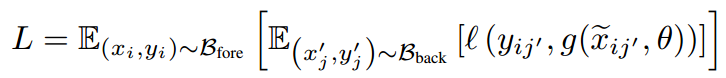 L = 𝔼_{(x_i,y_i)∼ℬ_fore} [ 𝔼_{(x′_j,y′_j)∼ℬ_back} [ℓ (y_{ij′}, g(x̃_{ij′}, θ))] ]